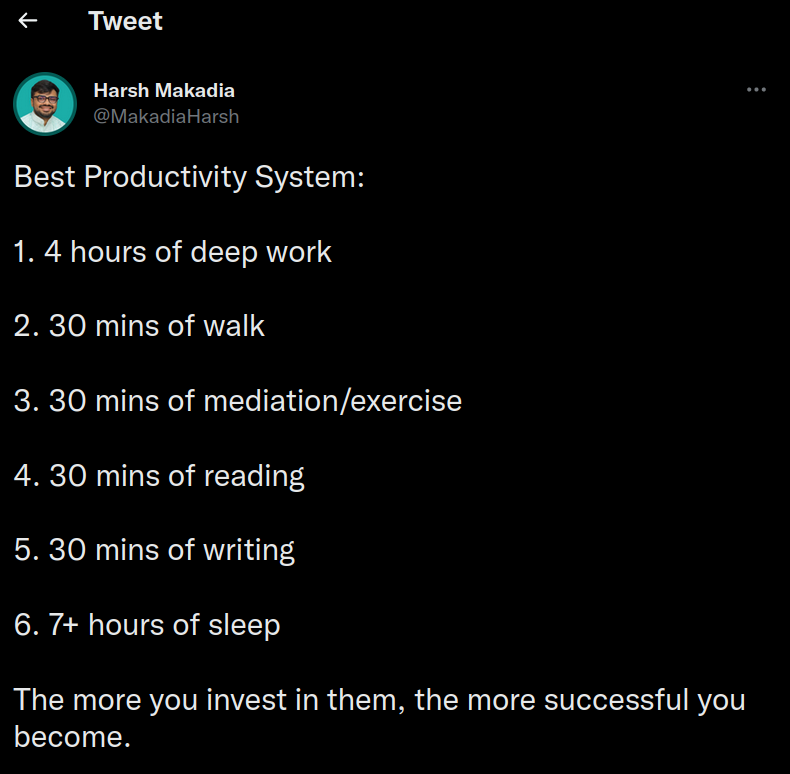 Tweet
Harsh Makadia
@MakadiaHarsh
Best Productivity System:
1. 4 hours of deep work
2. 30 mins of walk
3. 30 mins of mediation/exercise
4. 30 mins of reading
5. 30 mins of writing
6. 7+ hours of sleep
The more you invest in them, the more successful you
become.